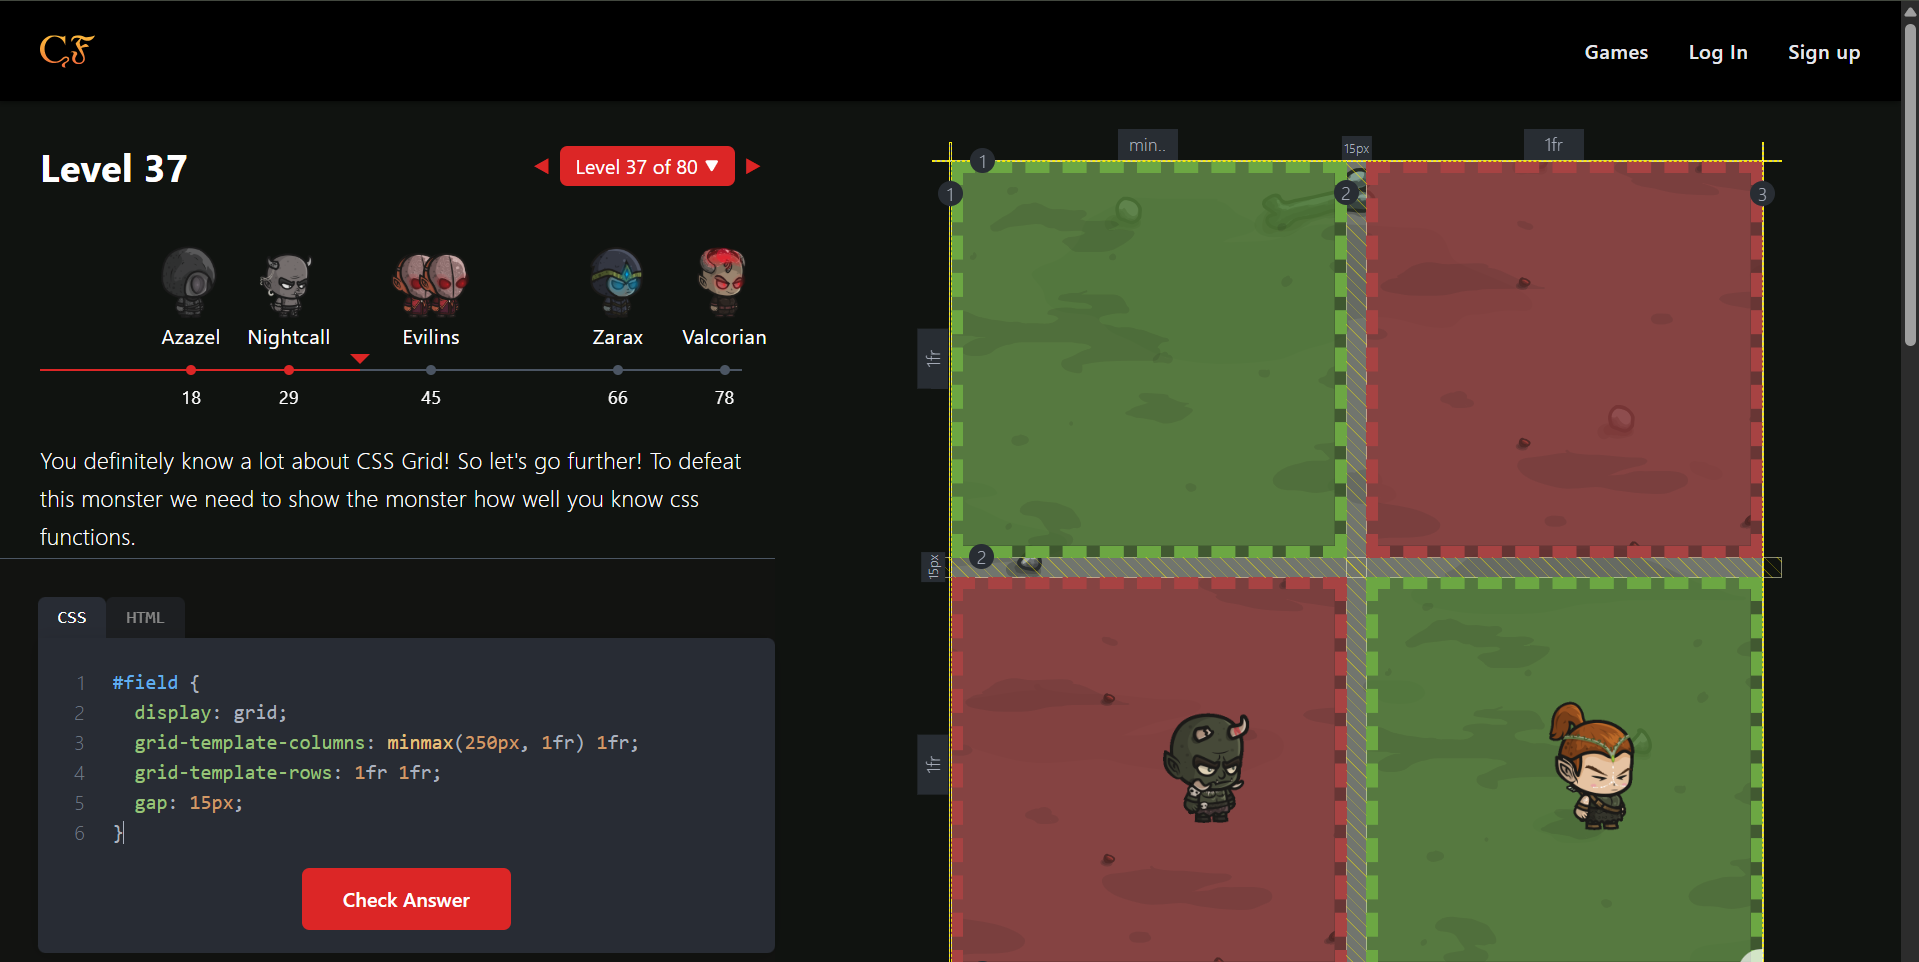 CF
Games
Log In
Sign up
Level 37
Level 37 of 80 ▼
Azazel
Nightcall
Evilins
Zarax
Valcorian
18
29
45
66
78
You definitely know a lot about CSS Grid! So let's go further! To defeat
this monster we need to show the monster how well you know css
functions.
CSS
HTML
1 #field {
2 display: grid;
3 grid-template-columns: minmax(250px, 1fr) 1fr;
4 grid-template-rows: 1fr 1fr;
5 gap: 15px;
6 }
Check Answer
min..
15px
1fr
1
1
2
3
1fr
15px
2
1fr